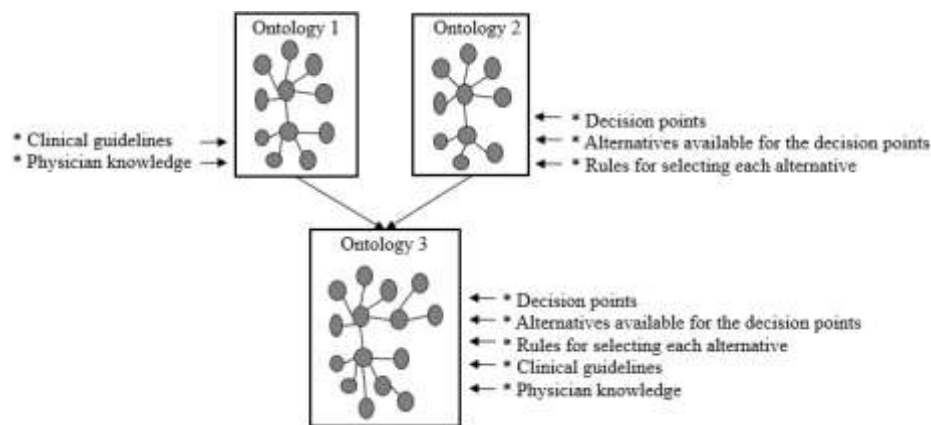 Ontology 1
Ontology 2
* Clinical guidelines
* Physician knowledge
* Decision points
* Alternatives available for the decision points
* Rules for selecting each alternative
Ontology 3
* Decision points
* Alternatives available for the decision points
* Rules for selecting each alternative
* Clinical guidelines
* Physician knowledge